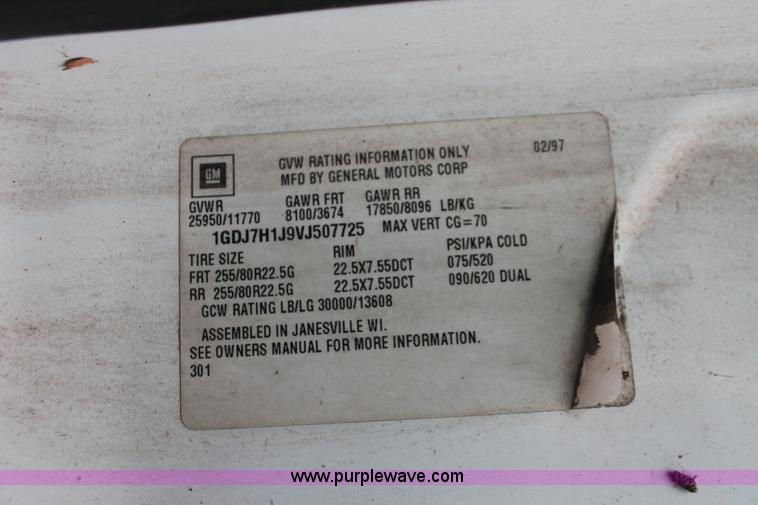 GM
GVW RATING INFORMATION ONLY 02/97
MFD BY GENERAL MOTORS CORP
GVWR GAWR FRT GAWR RR
25950/11770 8100/3674 17850/8096 LB/KG
1GDJ7H1J9VJ507725 MAX VERT CG=70
TIRE SIZE RIM PSI/KPA COLD
FRT 255/80R22.5G 22.5X7.55DCT 075/520
RR 255/80R22.5G 22.5X7.55DCT 090/620 DUAL
GCW RATING LB/LG 30000/13608
ASSEMBLED IN JANESVILLE WI.
SEE OWNERS MANUAL FOR MORE INFORMATION.
301
www.purplewave.com